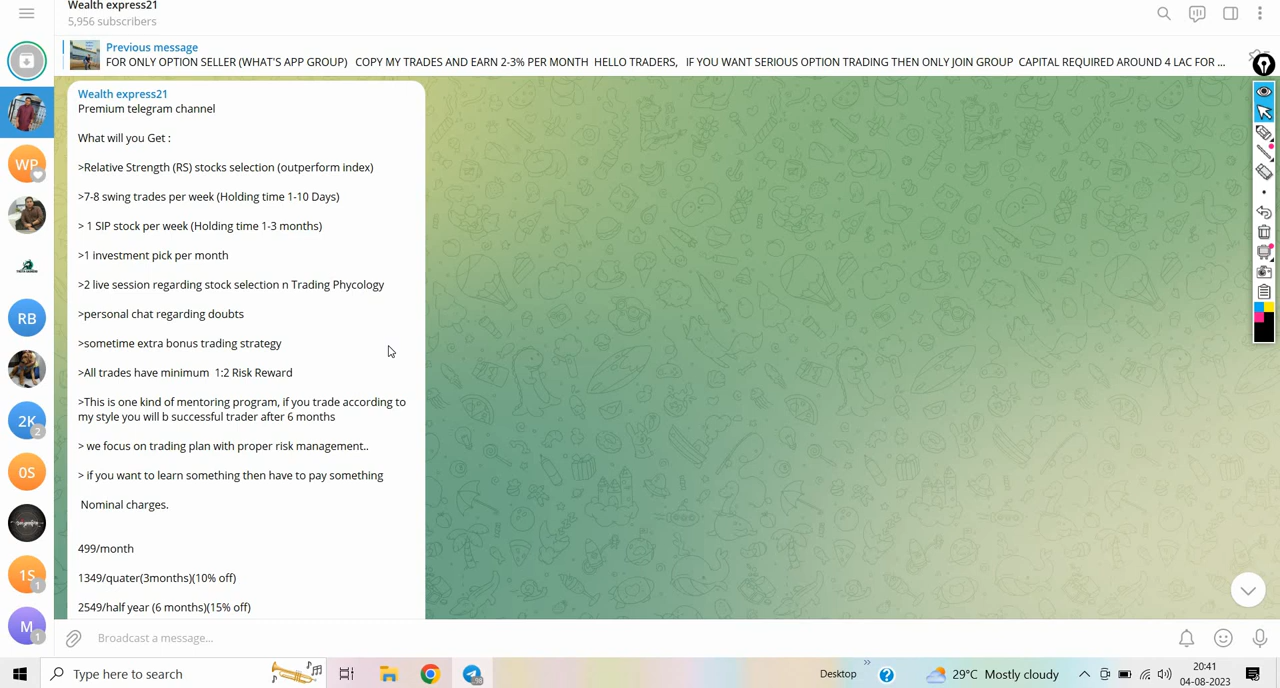 Wealth express21
5,956 subscribers
Previous message
FOR ONLY OPTION SELLER (WHAT'S APP GROUP) COPY MY TRADES AND EARN 2-3% PER MONTH HELLO TRADERS, IF YOU WANT SERIOUS OPTION TRADING THEN ONLY JOIN GROUP CAPITAL REQUIRED AROUND 4 LAC FOR ...
Wealth express21
Premium telegram channel
What will you Get :
>Relative Strength (RS) stocks selection (outperform index)
>7-8 swing trades per week (Holding time 1-10 Days)
> 1 SIP stock per week (Holding time 1-3 months)
>1 investment pick per month
>2 live session regarding stock selection n Trading Phycology
>personal chat regarding doubts
>sometime extra bonus trading strategy
>All trades have minimum 1:2 Risk Reward
>This is one kind of mentoring program, if you trade according to
my style you will b successful trader after 6 months
> we focus on trading plan with proper risk management..
> if you want to learn something then have to pay something
Nominal charges.
499/month
1349/quater(3months)(10% off)
2549/half year (6 months)(15% off)
WP
RB
2K
2
0S
1S
1
M
1
Broadcast a message...
Type here to search
98
Desktop
»
29°C Mostly cloudy
20:41
04-08-2023